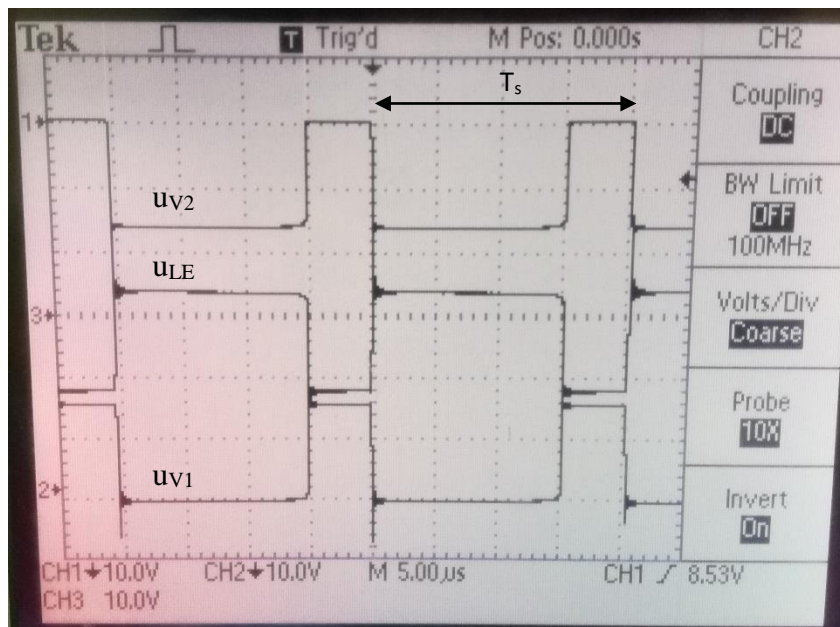 Tek T Trig'd M Pos: 0.000s CH2
Ts
Coupling
DC
1
uV2
BW Limit
OFF
100MHz
uLE
Volts/Div
Coarse
3
Probe
10X
uV1
2
Invert
On
CH1 10.0V CH2 10.0V M 5.00µs CH1 8.53V
CH3 10.0V